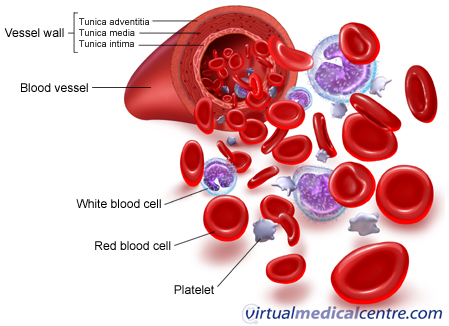 Tunica adventitia
Vessel wall
Tunica media
Tunica intima
Blood vessel
White blood cell
Red blood cell
Platelet
virtualmedicalcentre.com